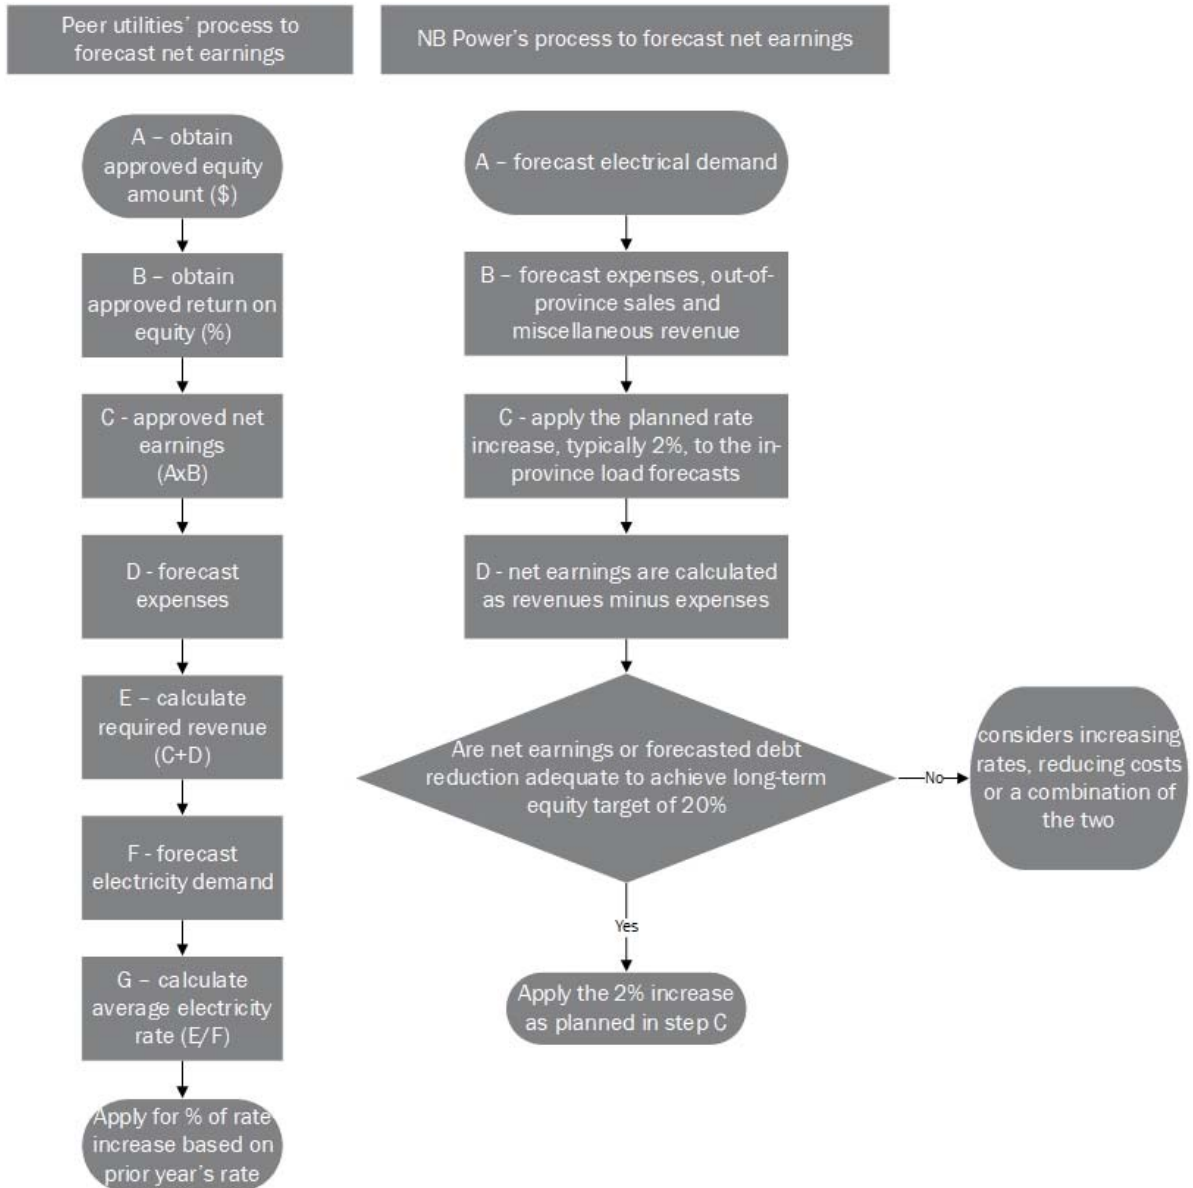 Peer utilities' process to
forecast net earnings
A – obtain
approved equity
amount ($)
B – obtain
approved return on
equity (%)
C - approved net
earnings
(AxB)
D - forecast
expenses
E – calculate
required revenue
(C+D)
F - forecast
electricity demand
G – calculate
average electricity
rate (E/F)
Apply for % of rate
increase based on
prior year's rate
NB Power's process to forecast net earnings
A – forecast electrical demand
B – forecast expenses, out-of-
province sales and
miscellaneous revenue
C - apply the planned rate
increase, typically 2%, to the in-
province load forecasts
D - net earnings are calculated
as revenues minus expenses
Are net earnings or forecasted debt
reduction adequate to achieve long-term
equity target of 20%
No
considers increasing
rates, reducing costs
or a combination of
the two
Yes
Apply the 2% increase
as planned in step C